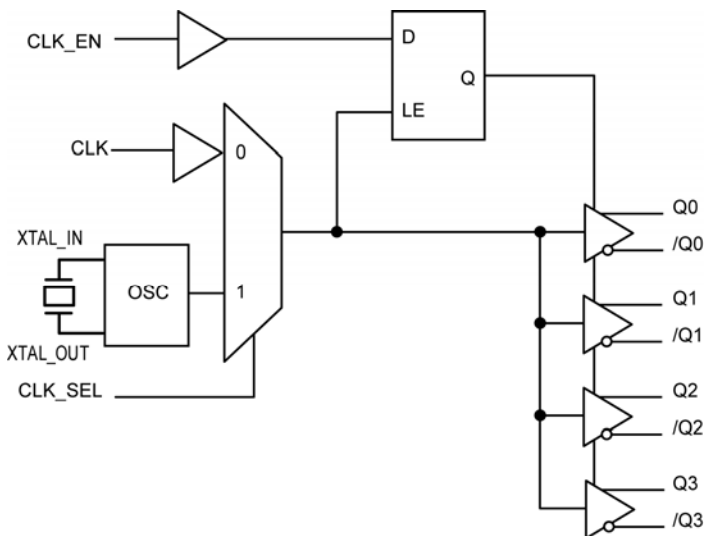 CLK_EN
D
Q
LE
CLK
0
XTAL_IN
OSC
1
XTAL_OUT
CLK_SEL
Q0
/Q0
Q1
/Q1
Q2
/Q2
Q3
/Q3